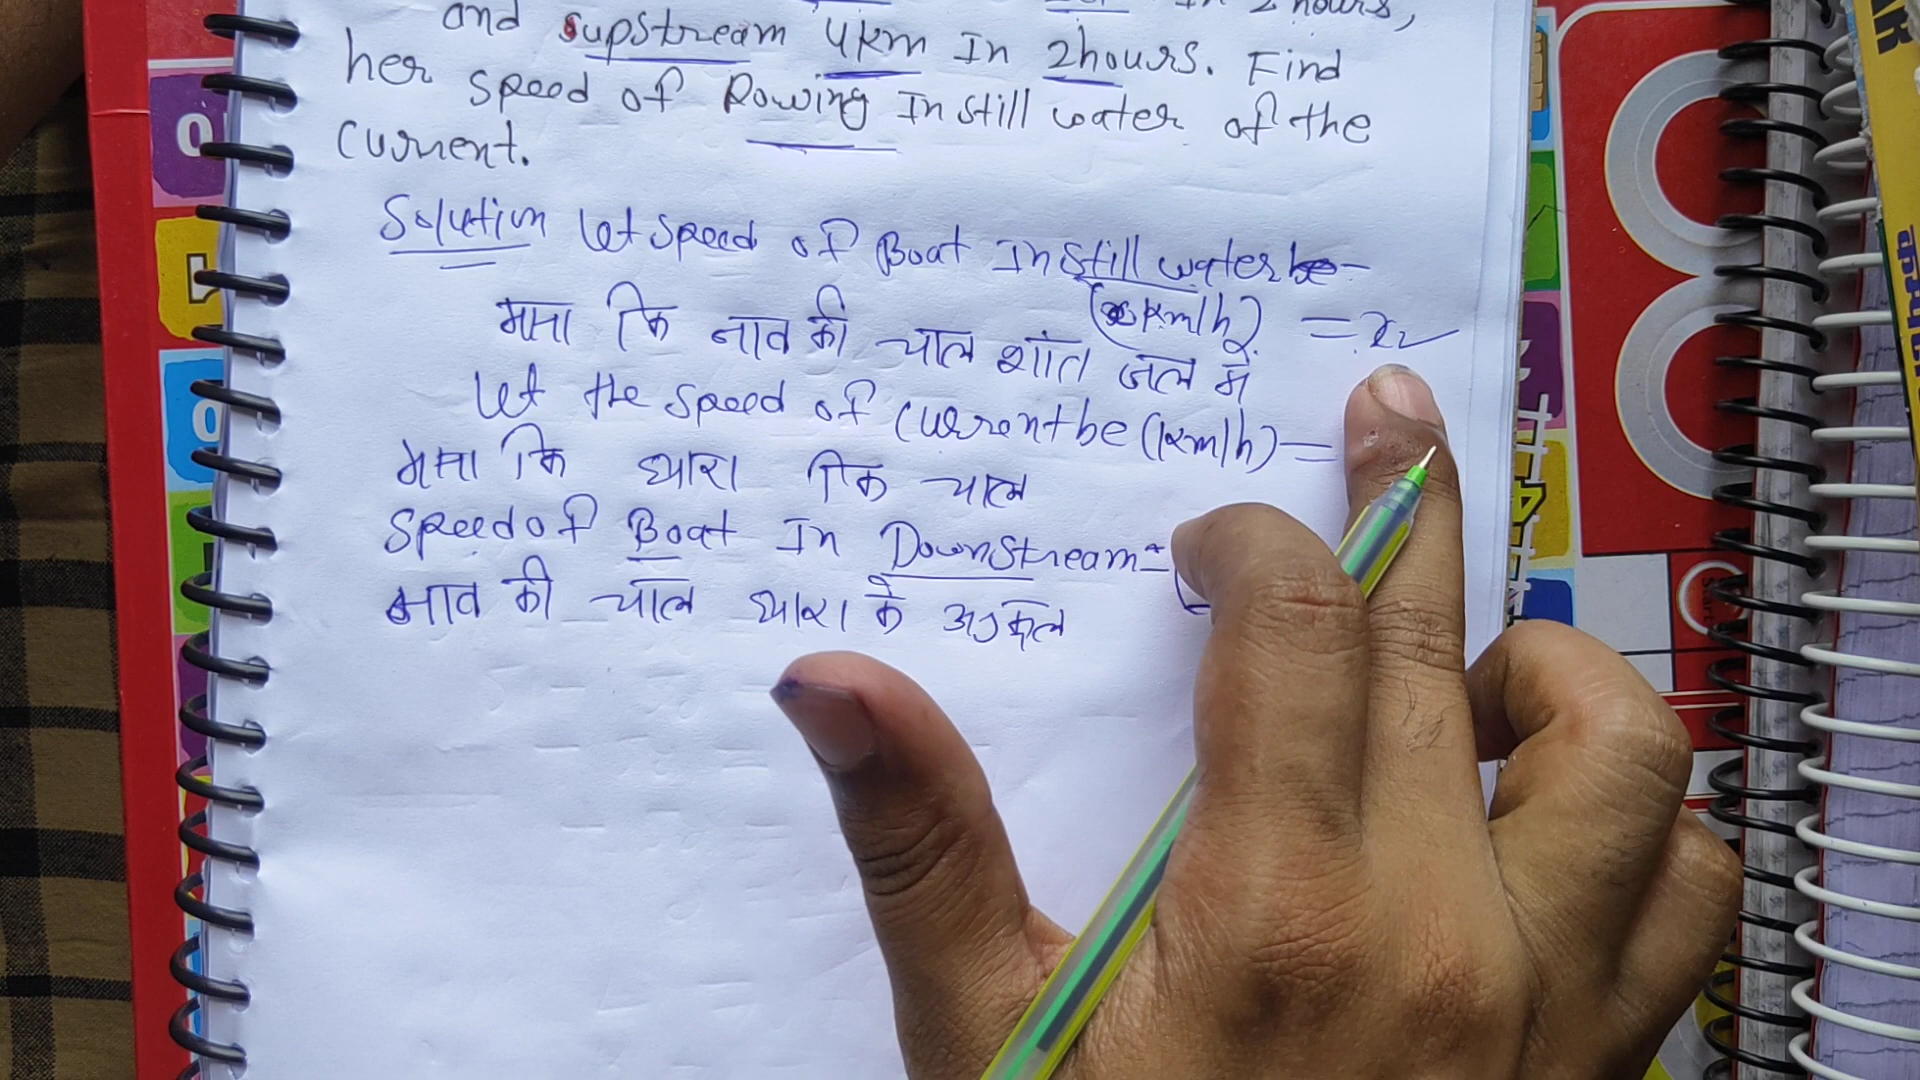 and supstream 4km In 2hours. Find
her speed of Rowing In still water of the
current.
Solution let speed of Boat In still water be-
माना कि नाव की चाल शांत जल में (x km/h) = x
let the speed of current be (km/h) =
माना कि धारा कि चाल
speed of Boat In Downstream =
नाव की चाल धारा के